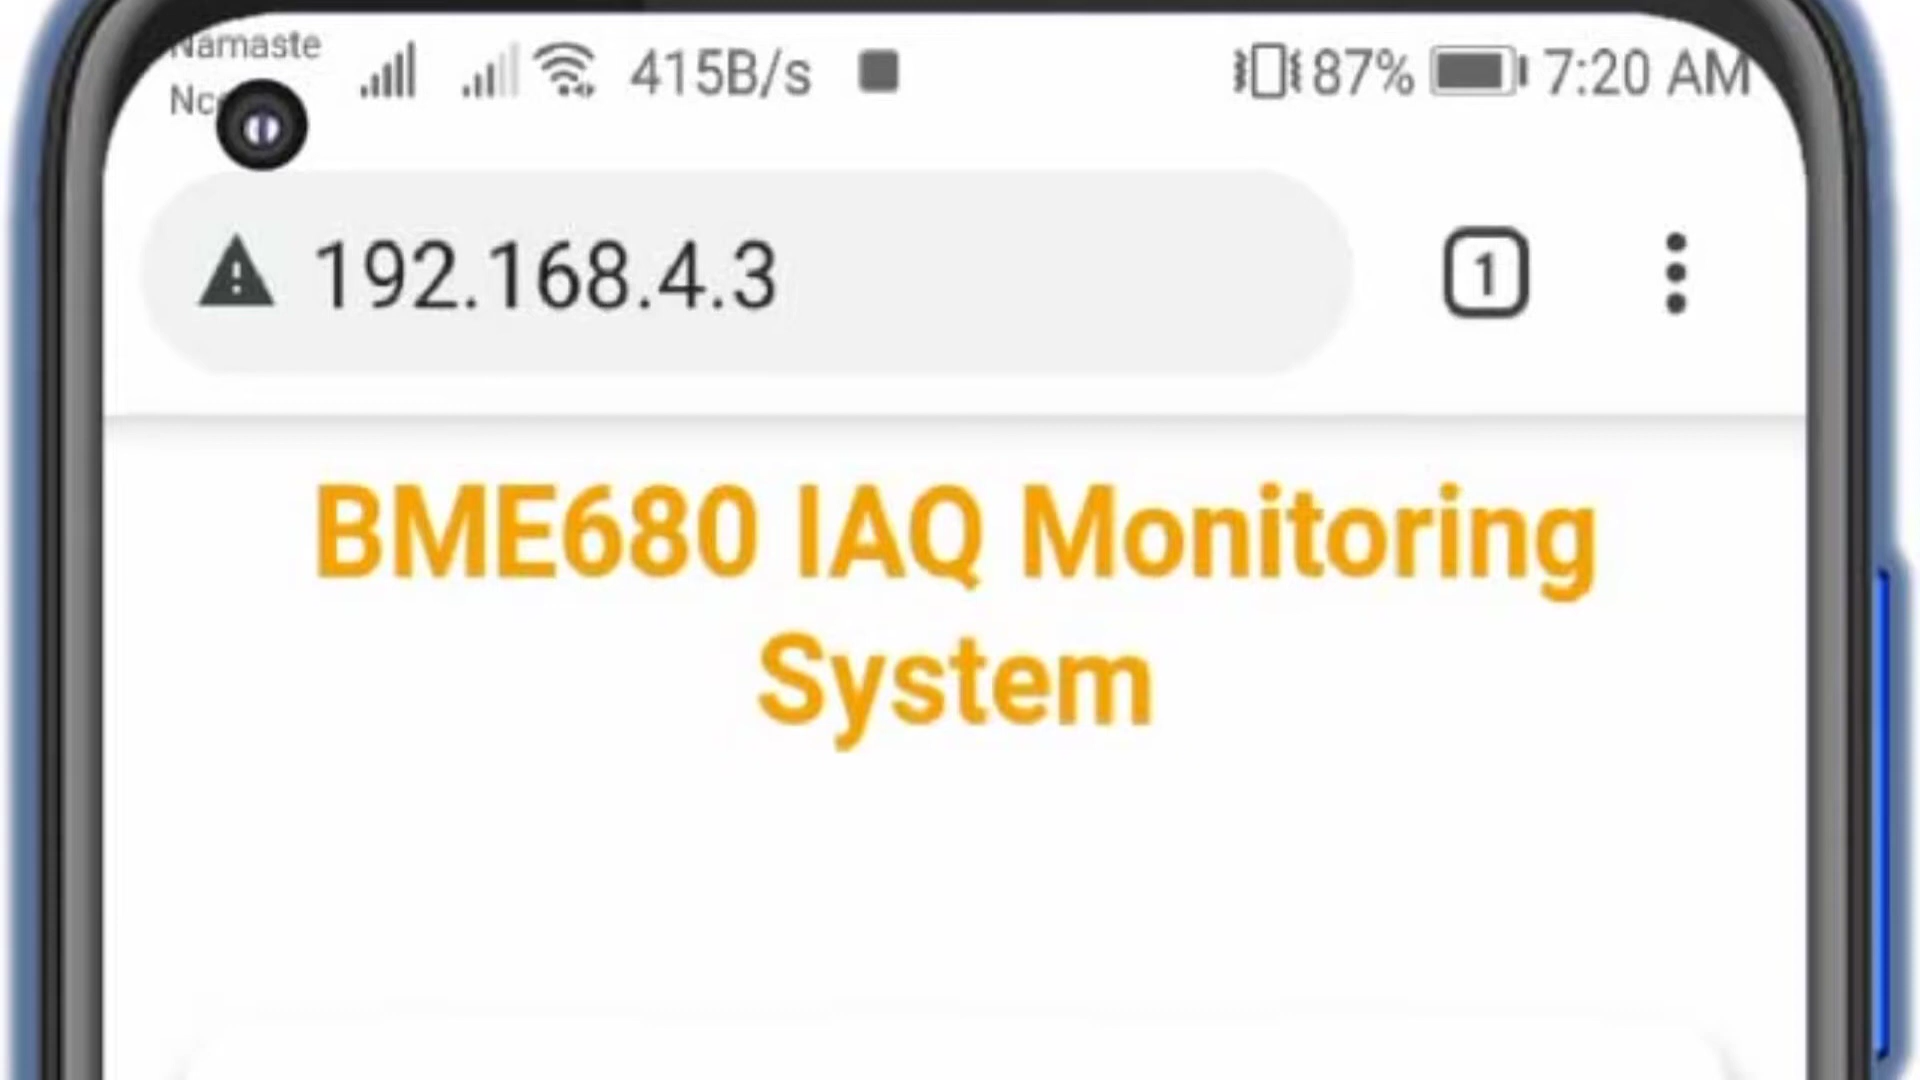 Namaste
415B/s
87%
7:20 AM
192.168.4.3
1
BME680 IAQ Monitoring
System